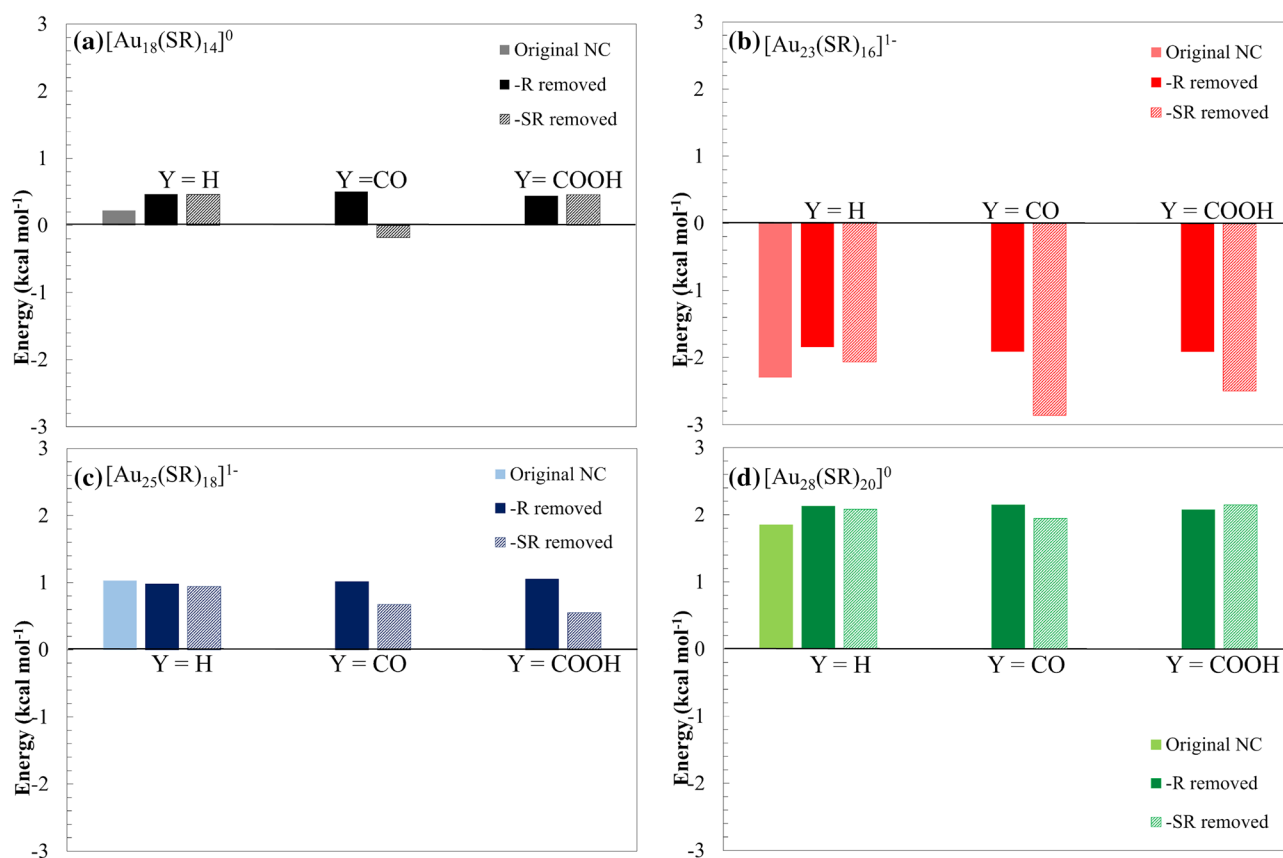 (a) [Au₁₈(SR)₁₄]⁰
Original NC
-R removed
-SR removed
Y = H
Y =CO
Y= COOH
Energy (kcal mol⁻¹)
3
2
1
0
-1
-2
-3
(b) [Au₂₃(SR)₁₆]¹⁻
Original NC
-R removed
-SR removed
Y = H
Y = CO
Y = COOH
Energy (kcal mol⁻¹)
3
2
1
0
-1
-2
-3
(c) [Au₂₅(SR)₁₈]¹⁻
Original NC
-R removed
-SR removed
Y = H
Y = CO
Y = COOH
Energy (kcal mol⁻¹)
3
2
1
0
-1
-2
-3
(d) [Au₂₈(SR)₂₀]⁰
Y = H
Y = CO
Y = COOH
Original NC
-R removed
-SR removed
Energy (kcal mol⁻¹)
3
2
1
0
-1
-2
-3